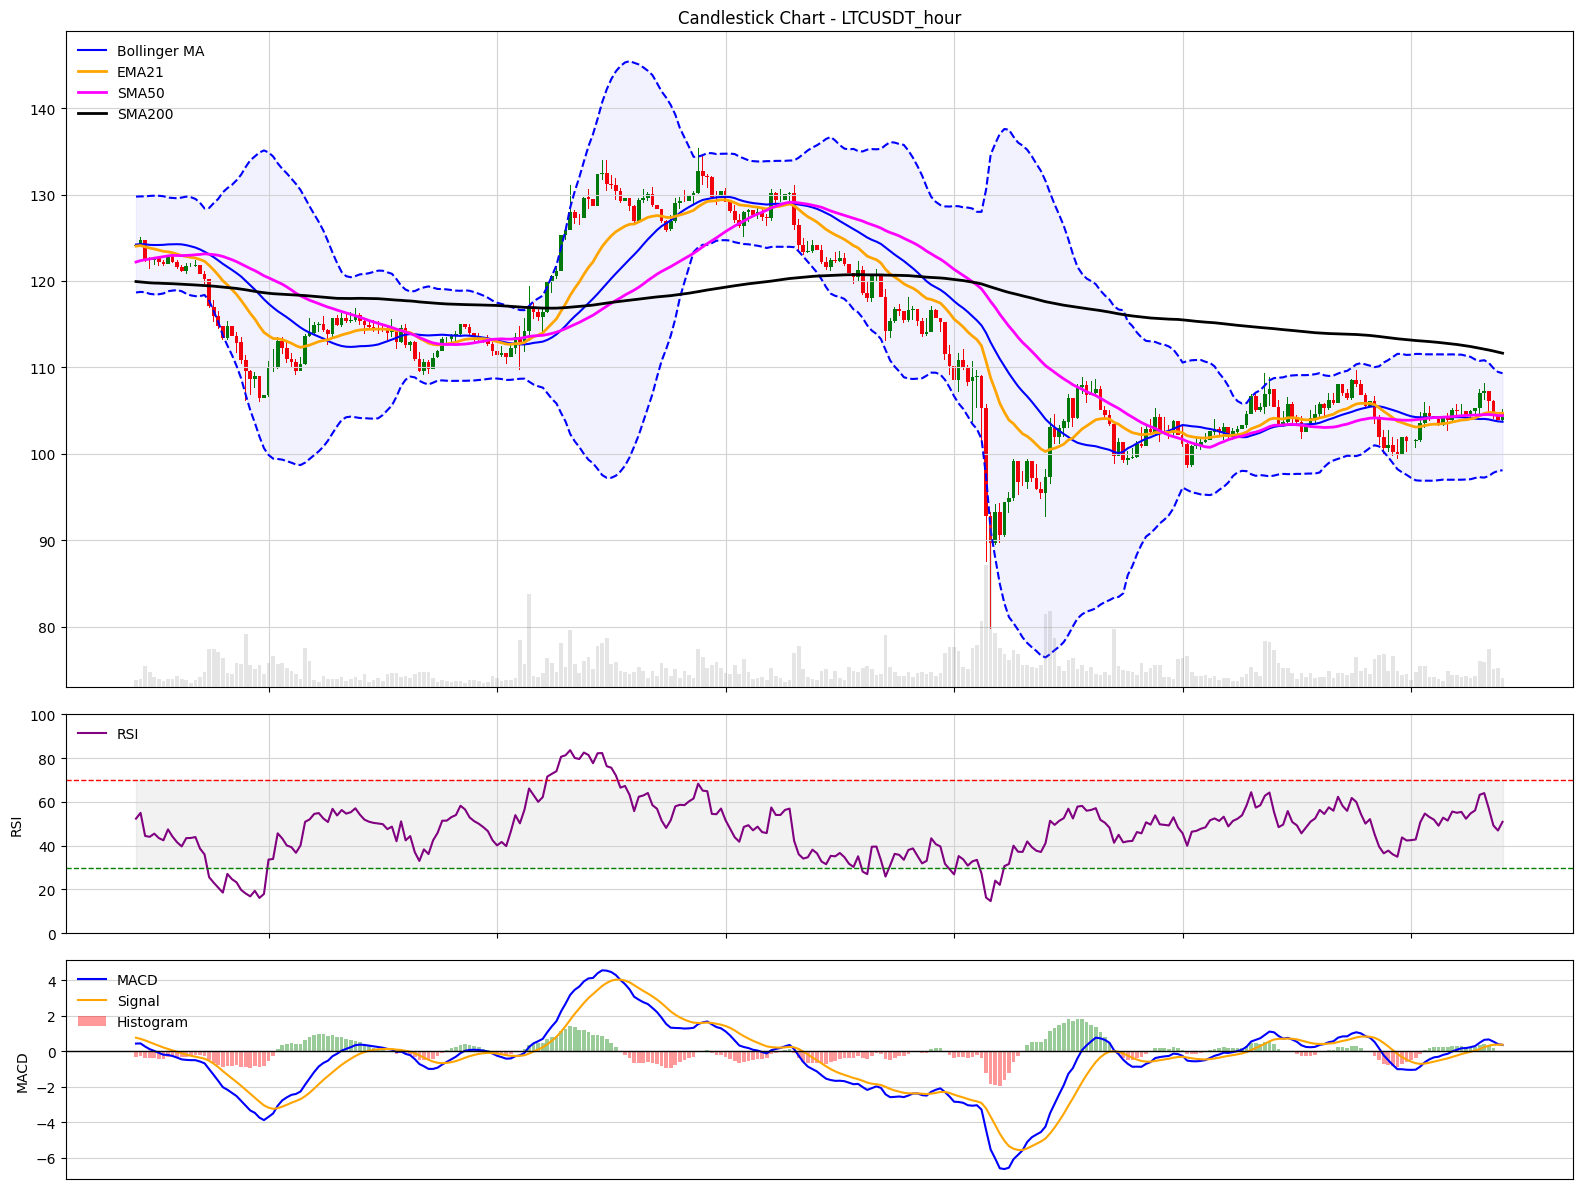 Candlestick Chart - LTCUSDT_hour
Bollinger MA
EMA21
SMA50
SMA200
140
130
120
110
100
90
80
100
80
60
40
20
0
RSI
RSI
4
2
0
−2
−4
−6
MACD
MACD
Signal
Histogram